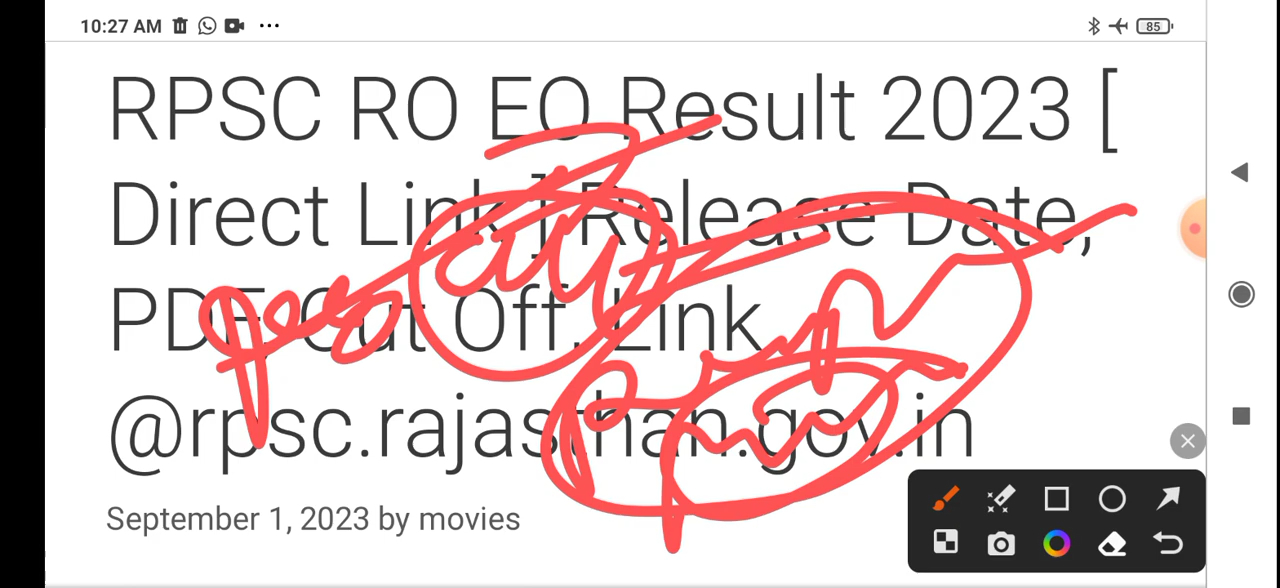 10:27 AM
85
RPSC RO EO Result 2023 [
Direct Link ] Release Date,
PDF Cut Off, Link
@rpsc.rajasthan.gov.in
September 1, 2023 by movies